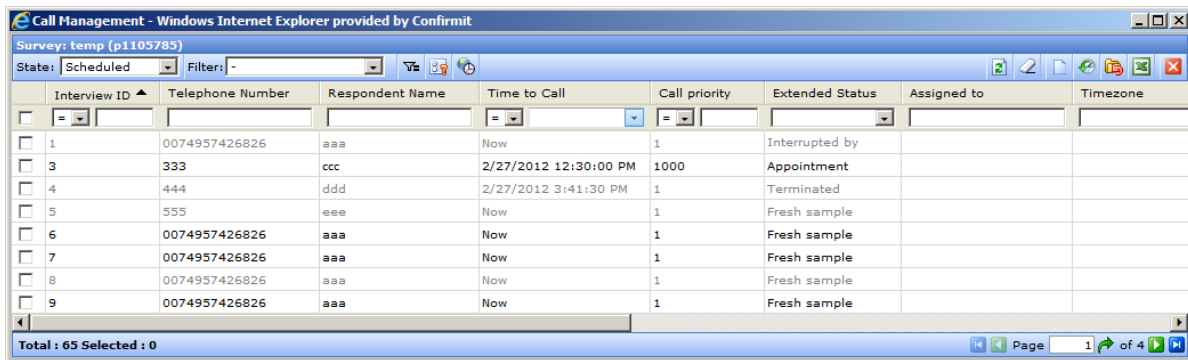 Call Management - Windows Internet Explorer provided by Confirmit
Survey: temp (p1105785)
State: Scheduled Filter: -
Interview ID Telephone Number Respondent Name Time to Call Call priority Extended Status Assigned to Timezone
= = =
1 0074957426826 aaa Now 1 Interrupted by
3 333 ccc 2/27/2012 12:30:00 PM 1000 Appointment
4 444 ddd 2/27/2012 3:41:30 PM 1 Terminated
5 555 eee Now 1 Fresh sample
6 0074957426826 aaa Now 1 Fresh sample
7 0074957426826 aaa Now 1 Fresh sample
8 0074957426826 aaa Now 1 Fresh sample
9 0074957426826 aaa Now 1 Fresh sample
Total : 65 Selected : 0 Page 1 of 4